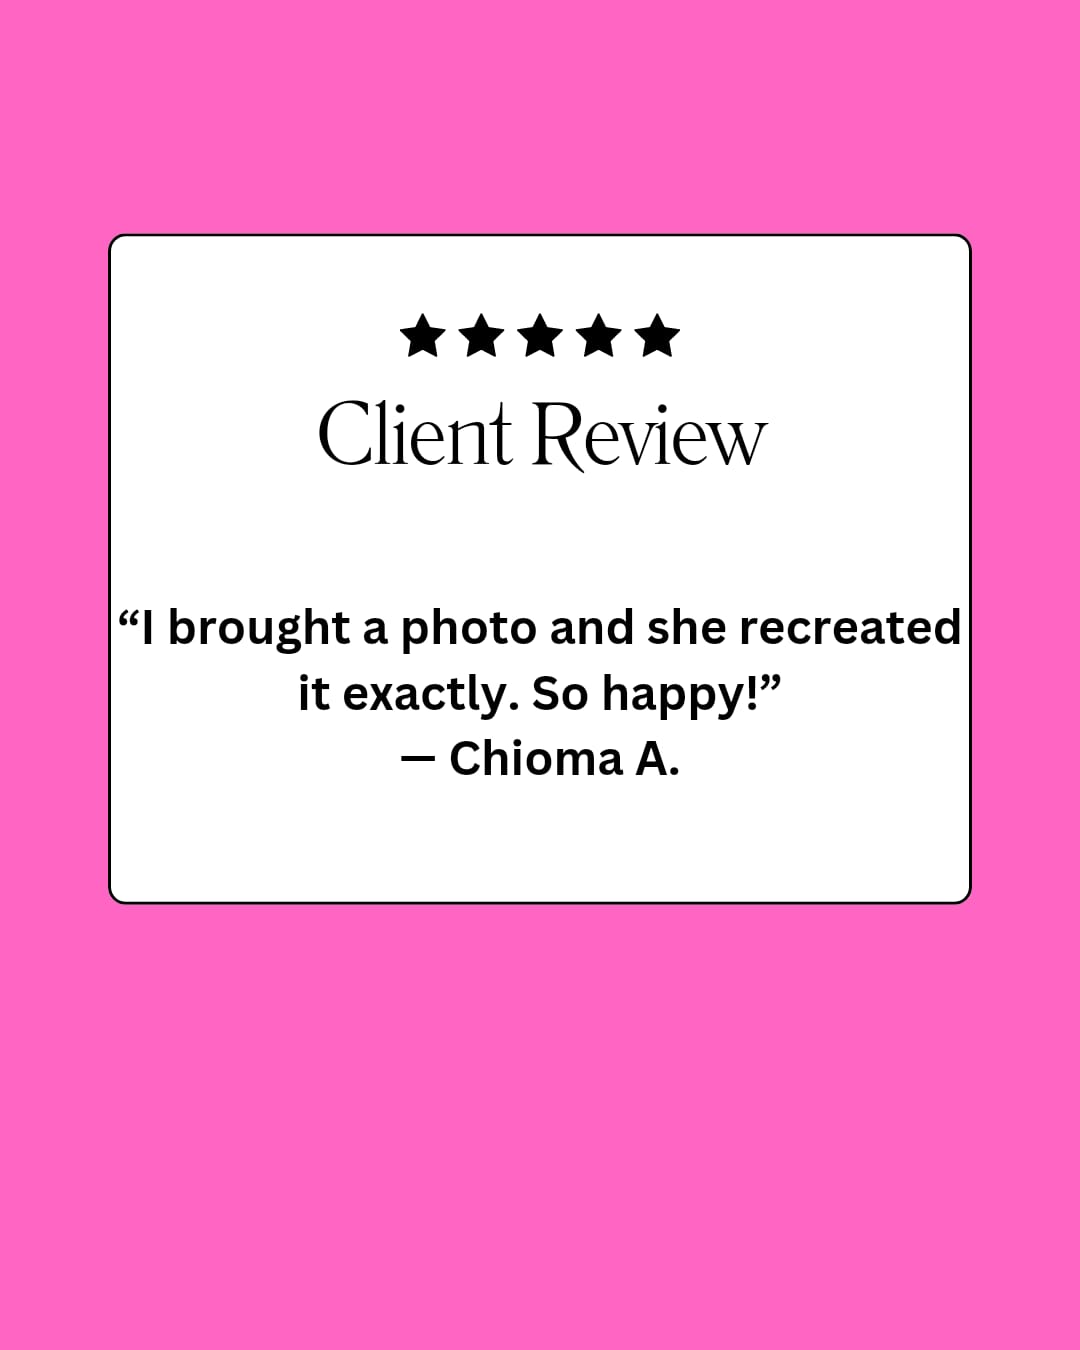 Client Review
“I brought a photo and she recreated
it exactly. So happy!”
— Chioma A.